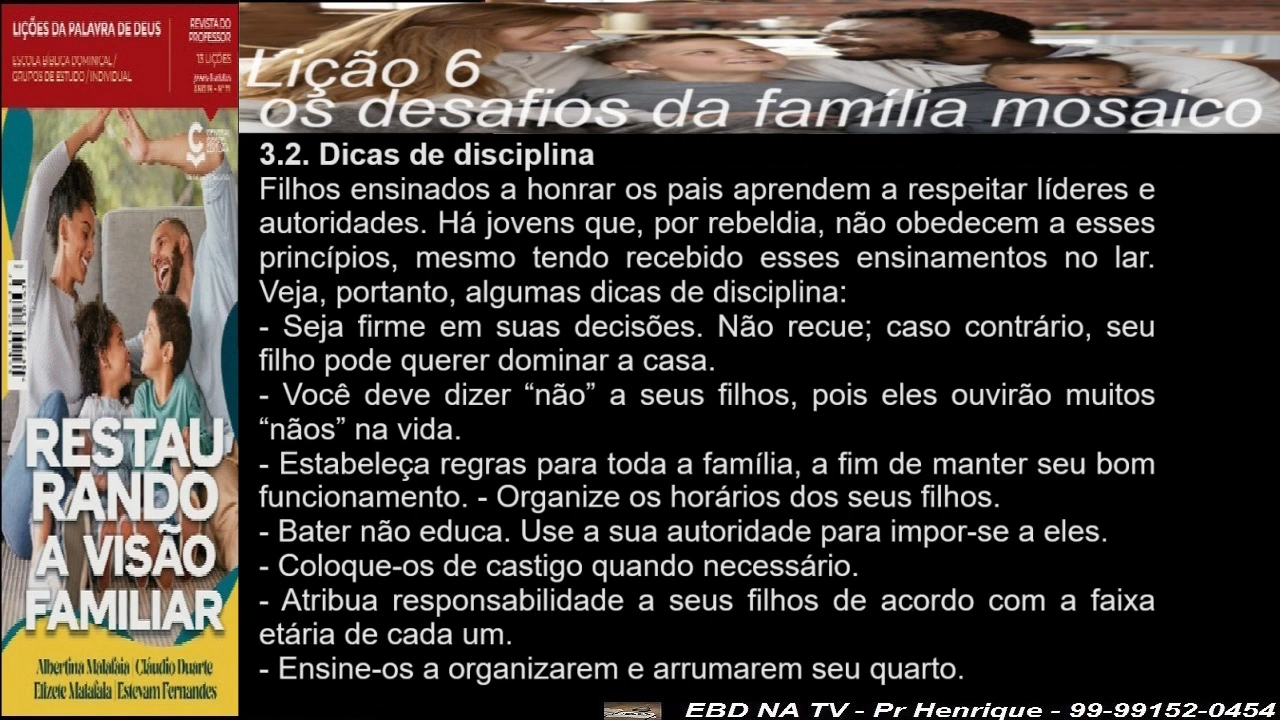 LIÇÕES DA PALAVRA DE DEUS
REVISTA DO
PROFESSOR
ESCOLA BÍBLICA DOMINICAL /
GRUPOS DE ESTUDO / INDIVIDUAL
13 LIÇÕES
RESTAU
RANDO
A VISÃO
FAMILIAR
Albertina Malafaia | Cláudio Duarte
Elizete Malafaia | Estevam Fernandes
Lição 6
os desafios da família mosaico
3.2. Dicas de disciplina
Filhos ensinados a honrar os pais aprendem a respeitar líderes e
autoridades. Há jovens que, por rebeldia, não obedecem a esses
princípios, mesmo tendo recebido esses ensinamentos no lar.
Veja, portanto, algumas dicas de disciplina:
- Seja firme em suas decisões. Não recue; caso contrário, seu
filho pode querer dominar a casa.
- Você deve dizer “não” a seus filhos, pois eles ouvirão muitos
“nãos” na vida.
- Estabeleça regras para toda a família, a fim de manter seu bom
funcionamento. - Organize os horários dos seus filhos.
- Bater não educa. Use a sua autoridade para impor-se a eles.
- Coloque-os de castigo quando necessário.
- Atribua responsabilidade a seus filhos de acordo com a faixa
etária de cada um.
- Ensine-os a organizarem e arrumarem seu quarto.
EBD NA TV - Pr Henrique - 99-99152-0454